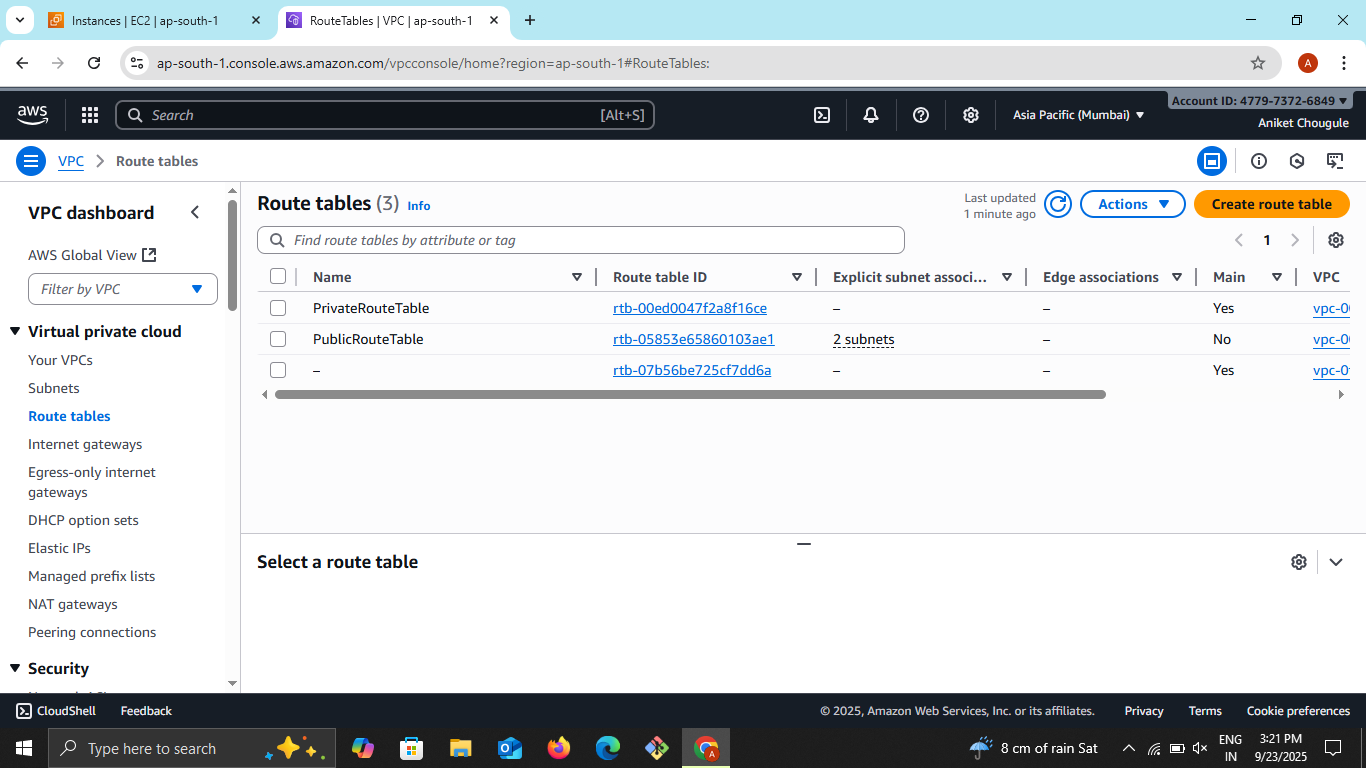 Instances | EC2 | ap-south-1
RouteTables | VPC | ap-south-1
ap-south-1.console.aws.amazon.com/vpcconsole/home?region=ap-south-1#RouteTables:
A
aws
Search
[Alt+S]
Asia Pacific (Mumbai)
Account ID: 4779-7372-6849
Aniket Chougule
VPC
Route tables
VPC dashboard
AWS Global View
Filter by VPC
Virtual private cloud
Your VPCs
Subnets
Route tables
Internet gateways
Egress-only internet
gateways
DHCP option sets
Elastic IPs
Managed prefix lists
NAT gateways
Peering connections
Security
Route tables (3) Info
Last updated
1 minute ago
Actions
Create route table
Find route tables by attribute or tag
1
Name Route table ID Explicit subnet associ... Edge associations Main VPC
PrivateRouteTable rtb-00ed0047f2a8f16ce – – Yes vpc-0
PublicRouteTable rtb-05853e65860103ae1 2 subnets – No vpc-0
– rtb-07b56be725cf7dd6a – – Yes vpc-0
Select a route table
CloudShell Feedback © 2025, Amazon Web Services, Inc. or its affiliates. Privacy Terms Cookie preferences
Type here to search
8 cm of rain Sat
ENG
IN
3:21 PM
9/23/2025